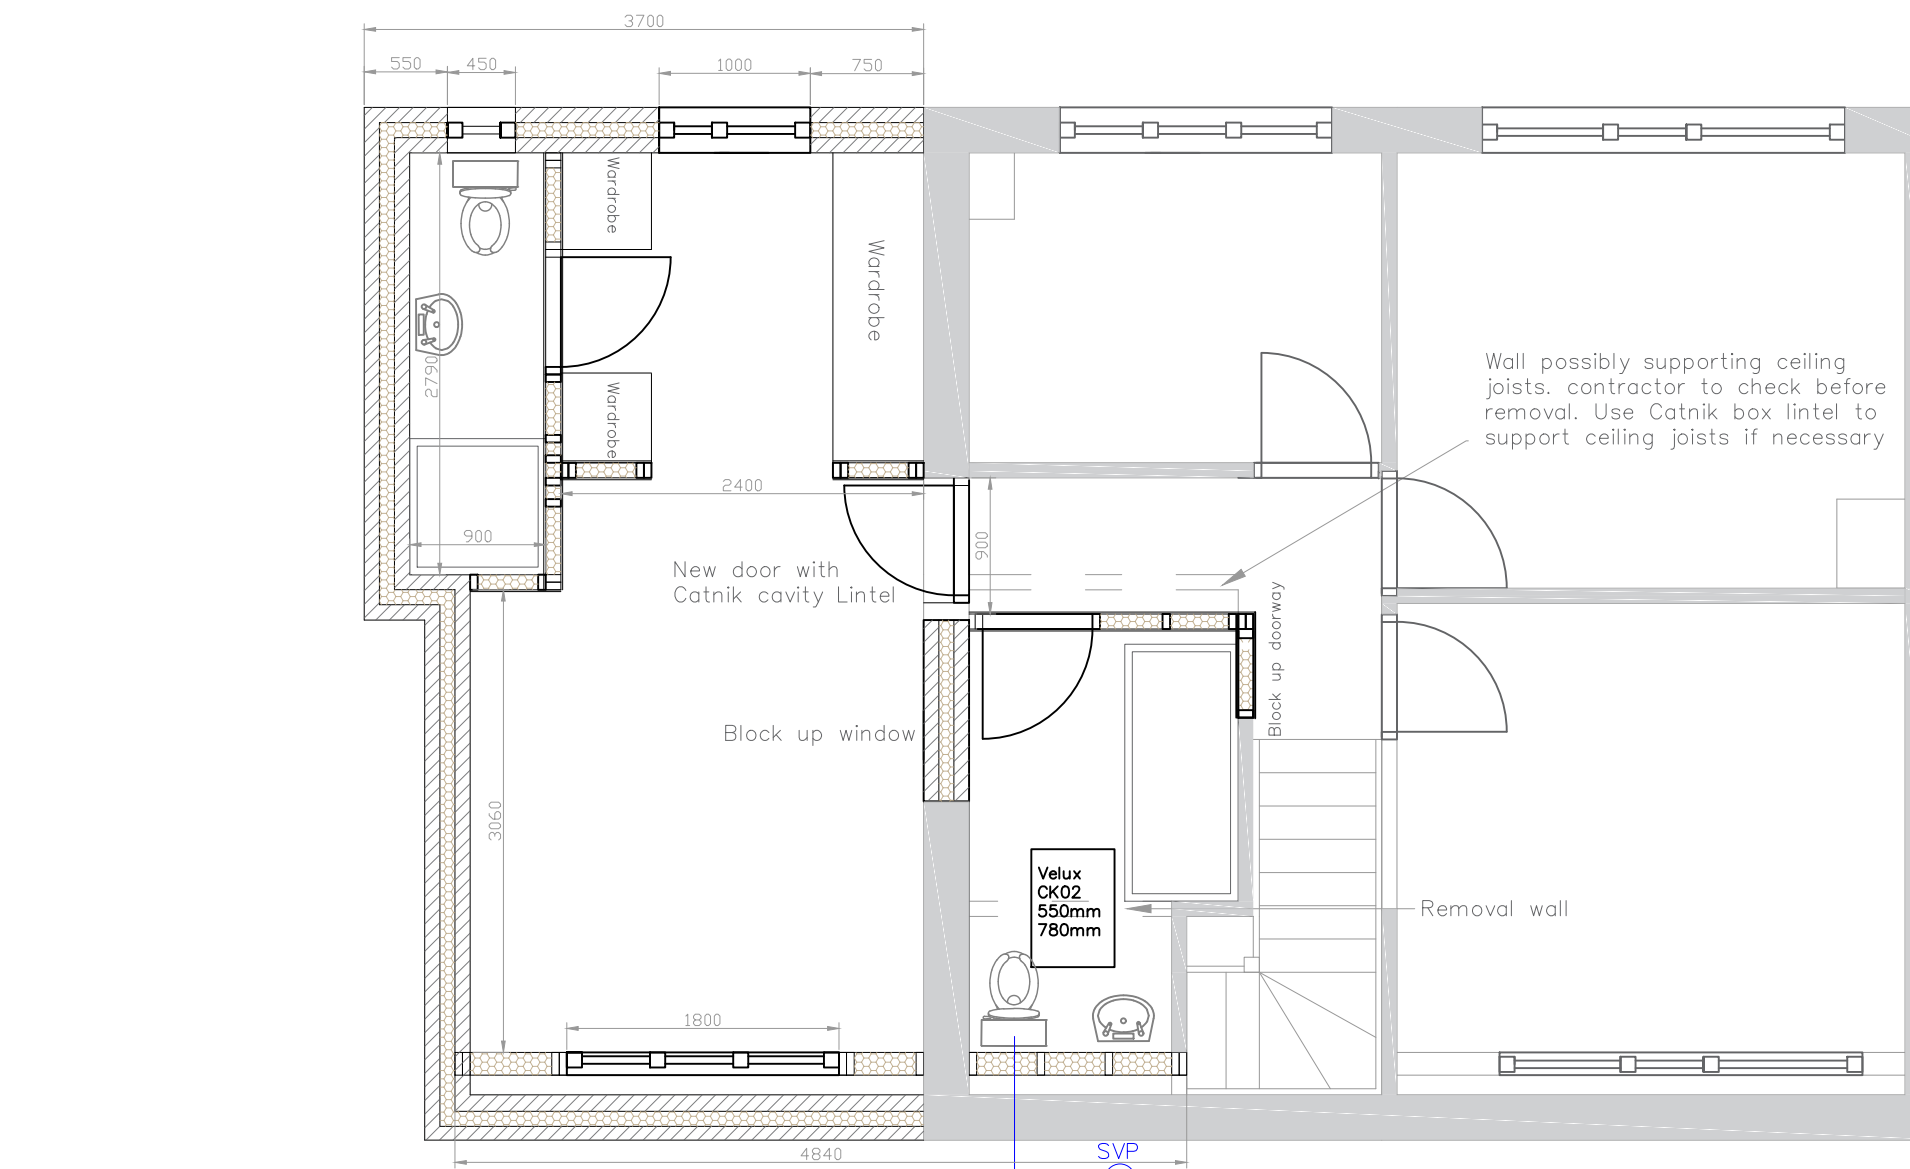 3700
550
450
1000
750
Wardrobe
Wardrobe
Wardrobe
2790
Wall possibly supporting ceiling
joists. contractor to check before
removal. Use Catnik box lintel to
support ceiling joists if necessary
2400
900
900
New door with
Catnik cavity Lintel
Block up doorway
Block up window
3060
Velux
CK02
550mm
780mm
Removal wall
1800
SVP
4840